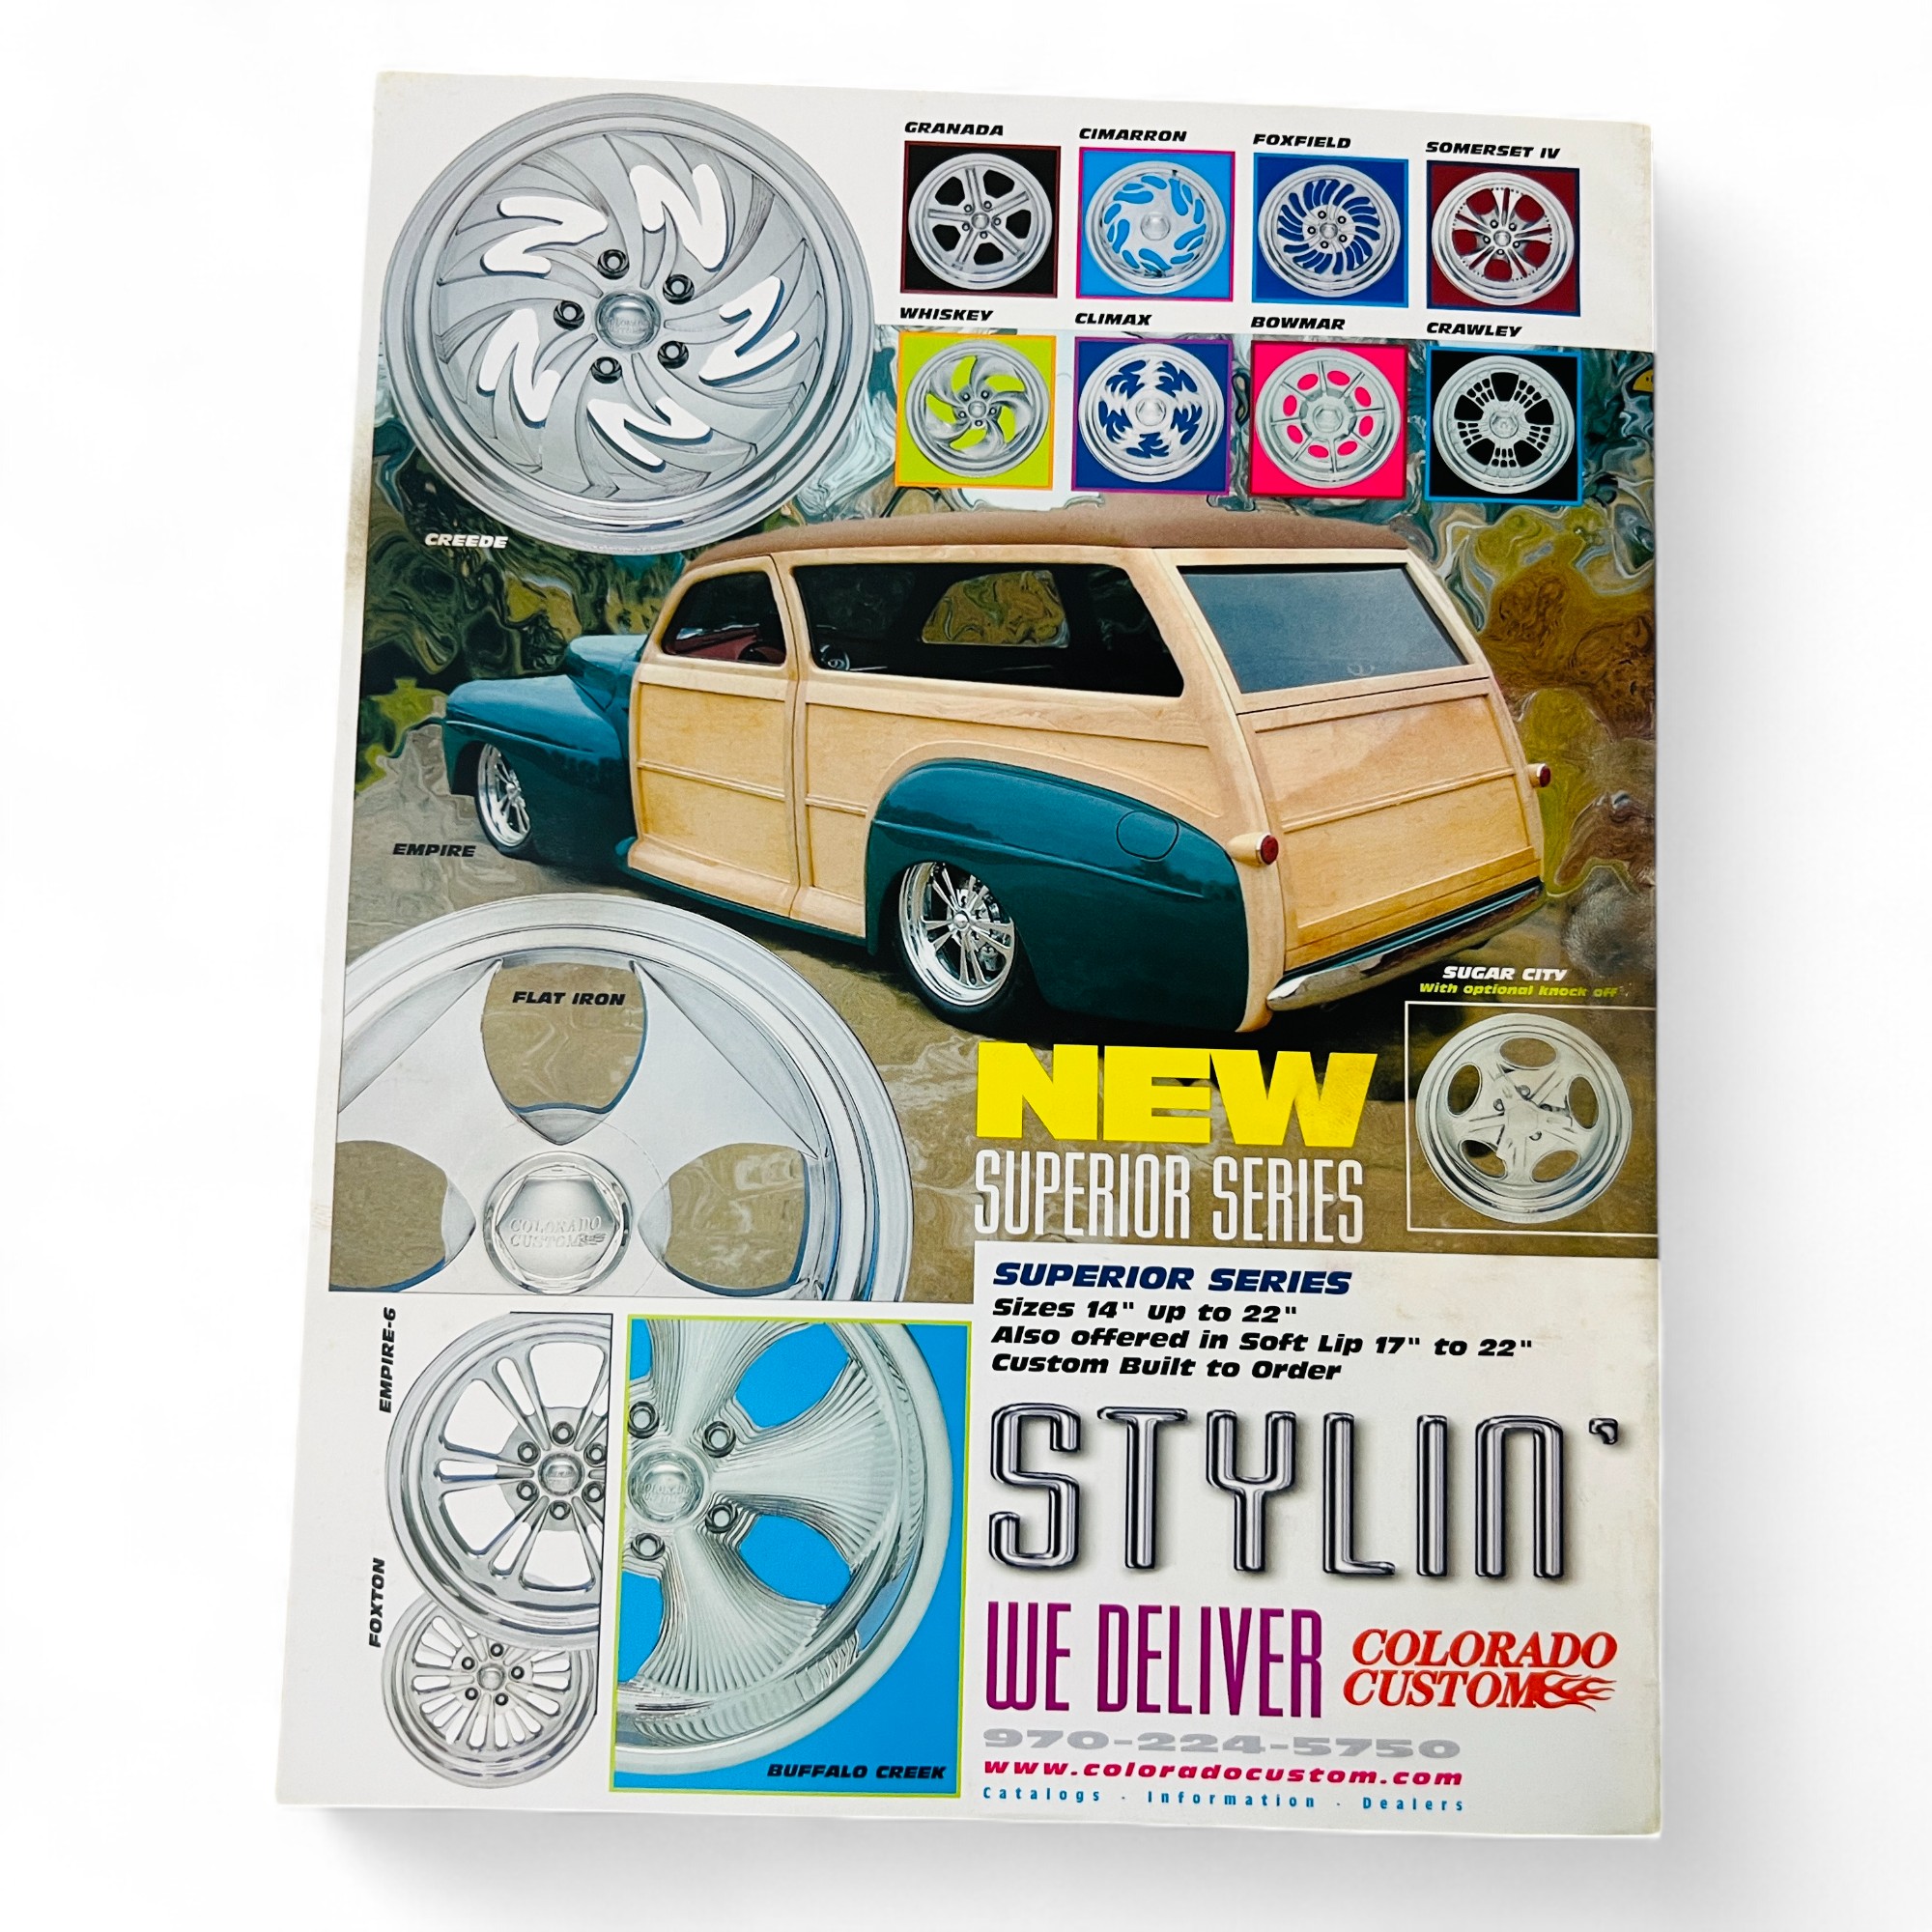 GRANADA
CIMARRON
FOXFIELD
SOMERSET IV
WHISKEY
CLIMAX
BOWMAR
CRAWLEY
CREEDE
EMPIRE
FLAT IRON
SUGAR CITY
With optional knock off
COLORADO
CUSTOM
NEW
SUPERIOR SERIES
SUPERIOR SERIES
Sizes 14" up to 22"
Also offered in Soft Lip 17" to 22"
Custom Built to Order
EMPIRE-6
FOXTON
BUFFALO CREEK
STYLIN'
WE DELIVER
COLORADO
CUSTOM
970-224-5750
www.coloradocustom.com
Catalogs - Information - Dealers